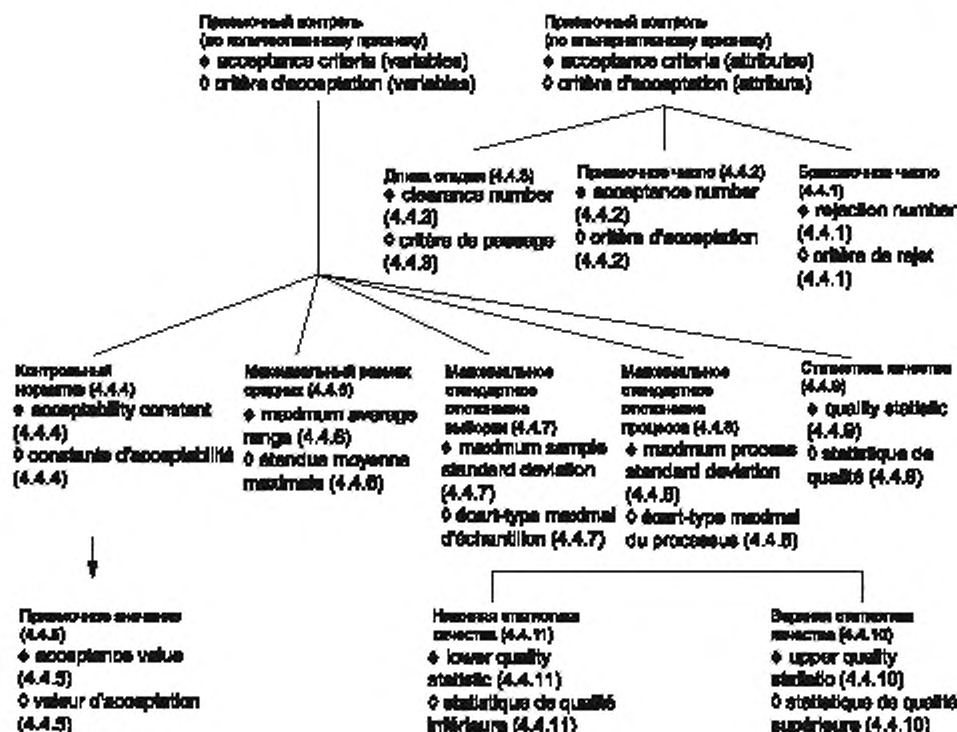 Приемочный контроль
(по количественному признаку)
♦ acceptance criteria (variables)
◊ critère d'acceptation (variables)
Приемочный контроль
(по альтернативному признаку)
♦ acceptance criteria (attributes)
◊ critère d'acceptation (attributs)
Длина скидки (4.4.3)
♦ clearance number
(4.4.3)
◊ critère de passage
(4.4.3)
Приемочное число (4.4.2)
♦ acceptance number
(4.4.2)
◊ critère d'acceptation
(4.4.2)
Браковочное число
(4.4.1)
♦ rejection number
(4.4.1)
◊ critère de rejet
(4.4.1)
Контрольный
норматив (4.4.4)
♦ acceptability constant
(4.4.4)
◊ constante d'acceptabilité
(4.4.4)
Максимальный размах
средних (4.4.6)
♦ maximum average
range (4.4.6)
◊ étendue moyenne
maximale (4.4.6)
Максимальное
стандартное
отклонение
выборки (4.4.7)
♦ maximum sample
standard deviation
(4.4.7)
◊ écart-type maximal
d'échantillon (4.4.7)
Максимальное
стандартное
отклонение
процесса (4.4.8)
♦ maximum process
standard deviation
(4.4.8)
◊ écart-type maximal
du processus (4.4.8)
Статистика качества
(4.4.9)
♦ quality statistic
(4.4.9)
◊ statistique de
qualité (4.4.9)
Приемочное значение
(4.4.5)
♦ acceptance value
(4.4.5)
◊ valeur d'acceptation
(4.4.5)
Нижняя статистика
качества (4.4.11)
♦ lower quality
statistic (4.4.11)
◊ statistique de qualité
inférieure (4.4.11)
Верхняя статистика
качества (4.4.10)
♦ upper quality
statistic (4.4.10)
◊ statistique de qualité
supérieure (4.4.10)